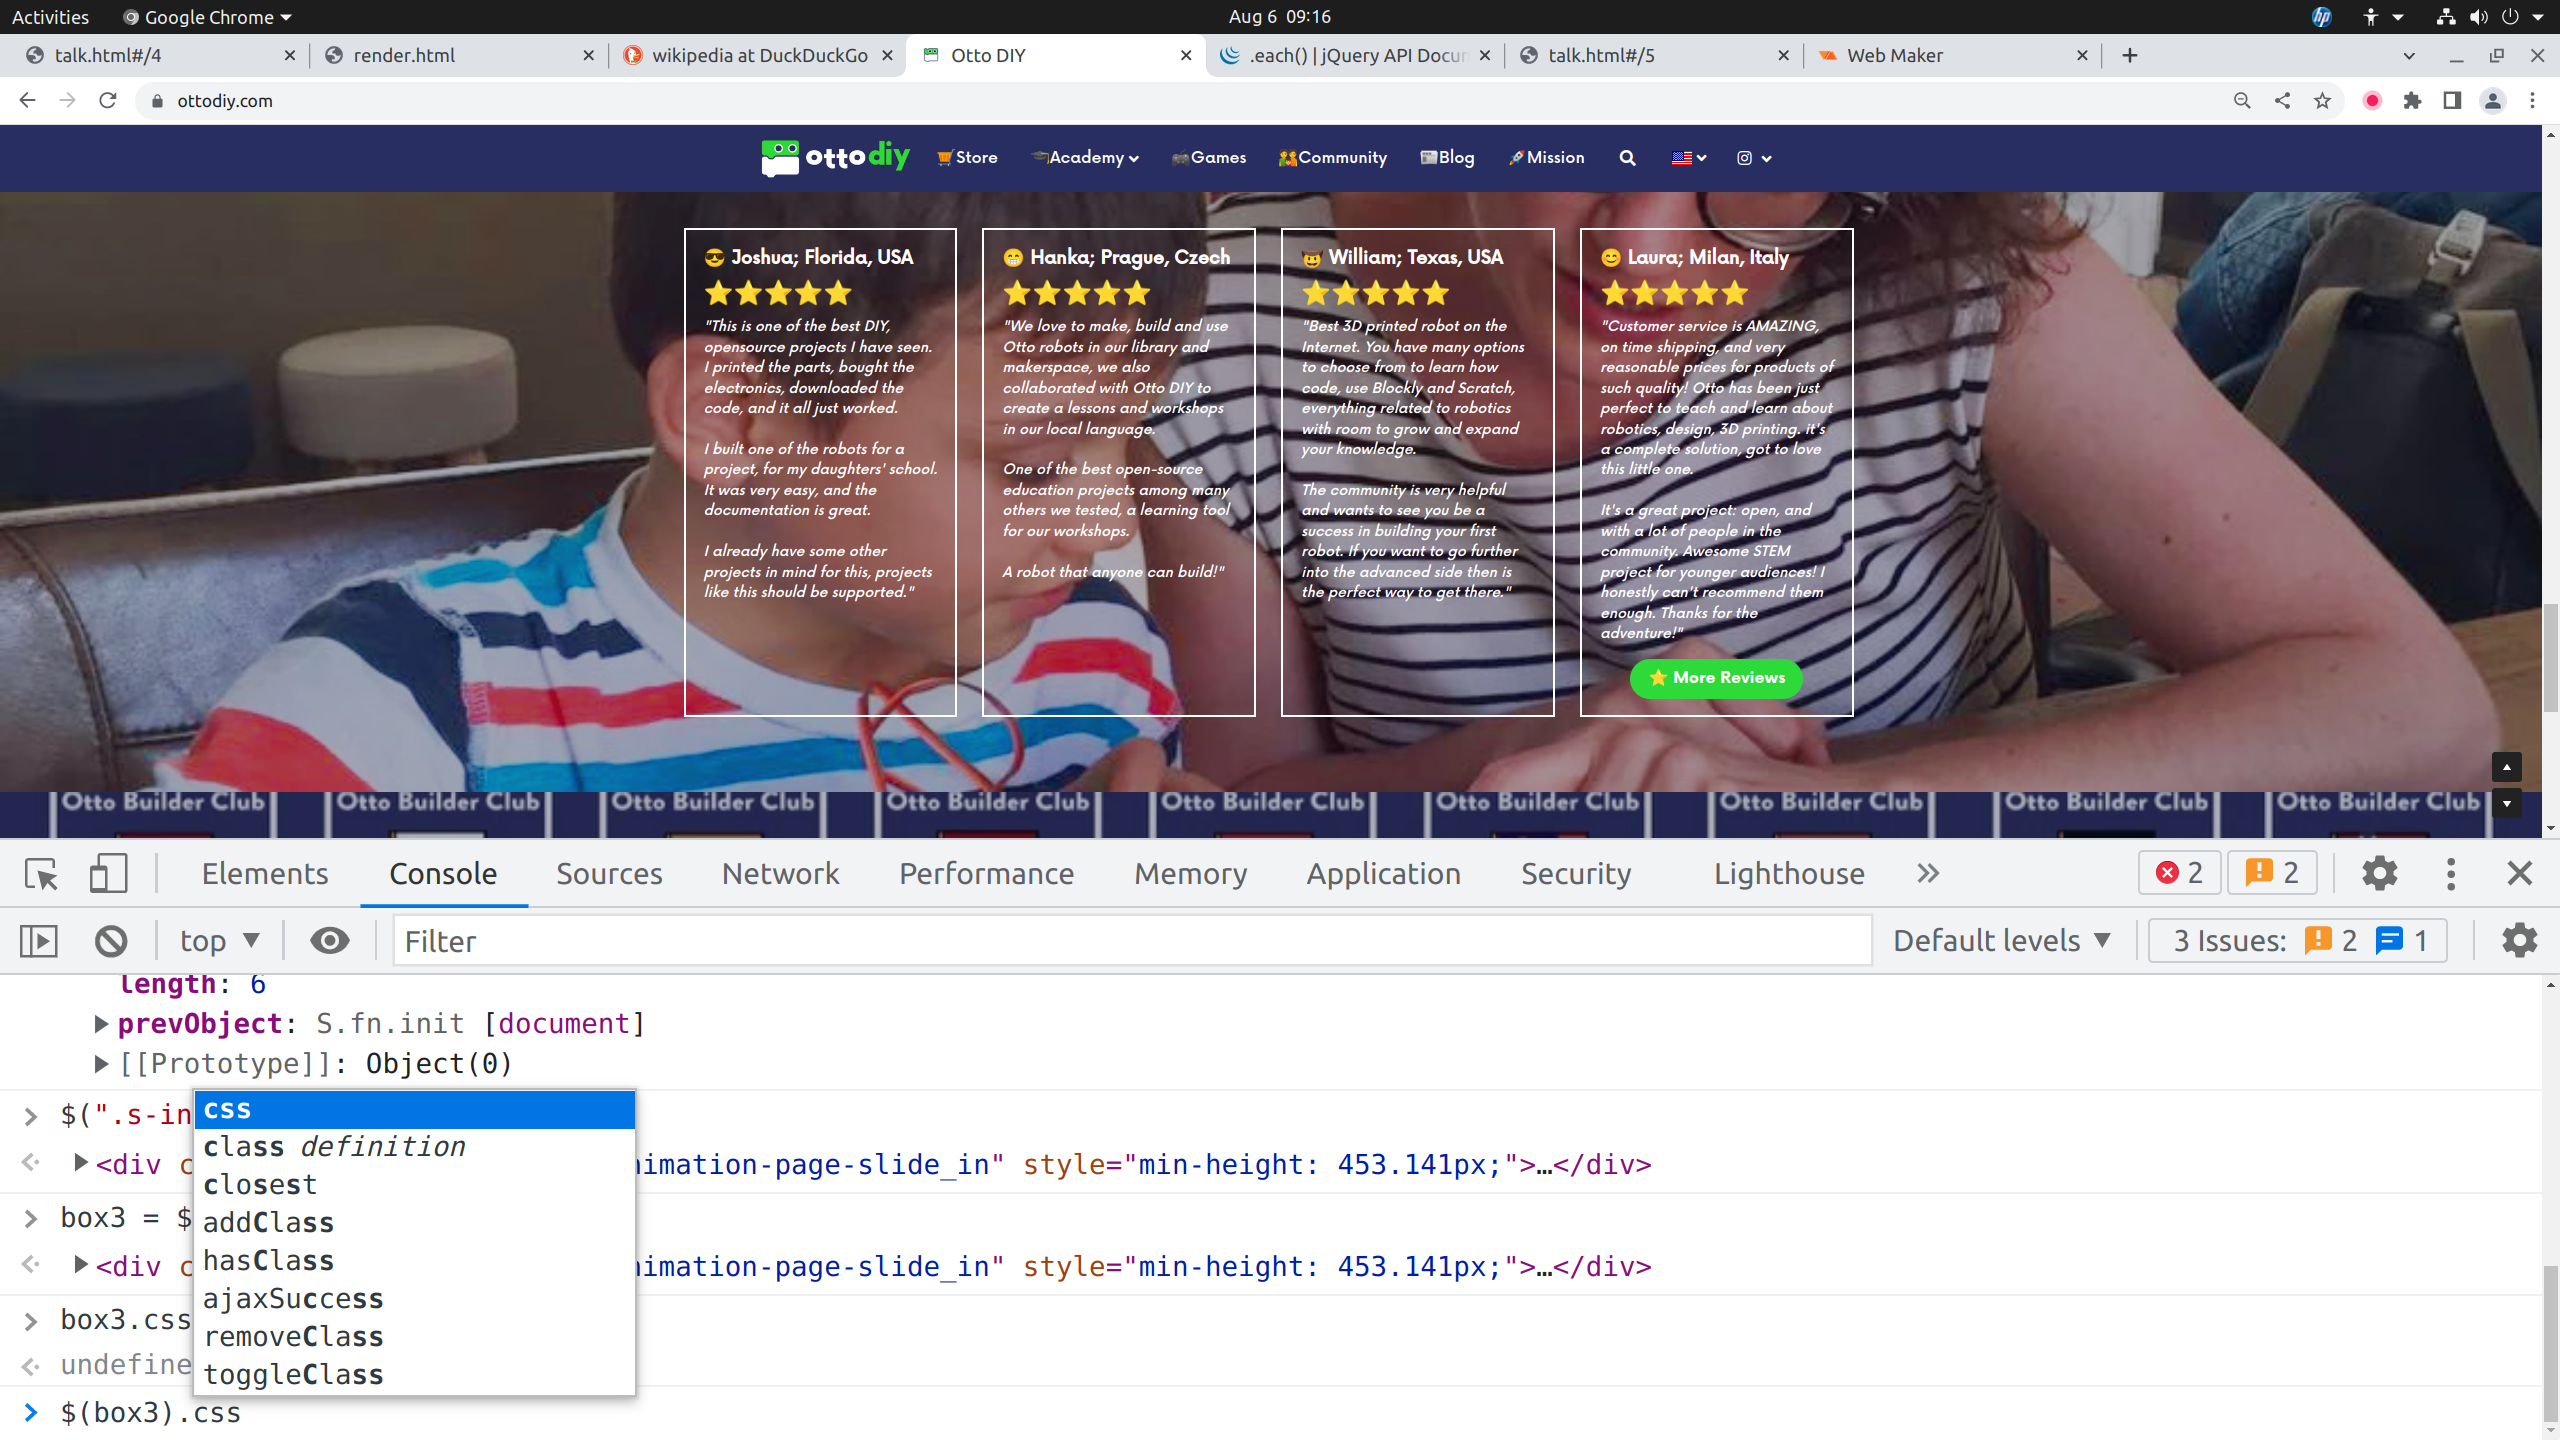 Activities Google Chrome Aug 6 09:16
talk.html#/4 render.html wikipedia at DuckDuckGo Otto DIY .each() | jQuery API Docum talk.html#/5 Web Maker
ottodiy.com
otto diy Store Academy Games Community Blog Mission
Joshua; Florida, USA
"This is one of the best DIY,
opensource projects I have seen.
I printed the parts, bought the
electronics, downloaded the
code, and it all just worked.
I built one of the robots for a
project, for my daughters' school.
It was very easy, and the
documentation is great.
I already have some other
projects in mind for this, projects
like this should be supported."
Hanka; Prague, Czech
"We love to make, build and use
Otto robots in our library and
makerspace, we also
collaborated with Otto DIY to
create a lessons and workshops
in our local language.
One of the best open-source
education projects among many
others we tested, a learning tool
for our workshops.
A robot that anyone can build!"
William; Texas, USA
"Best 3D printed robot on the
Internet. You have many options
to choose from to learn how
code, use Blockly and Scratch,
everything related to robotics
with room to grow and expand
your knowledge.
The community is very helpful
and wants to see you be a
success in building your first
robot. If you want to go further
into the advanced side then is
the perfect way to get there."
Laura; Milan, Italy
"Customer service is AMAZING,
on time shipping, and very
reasonable prices for products of
such quality! Otto has been just
perfect to teach and learn about
robotics, design, 3D printing. it's
a complete solution, got to love
this little one.
It's a great project: open, and
with a lot of people in the
community. Awesome STEM
project for younger audiences! I
honestly can't recommend them
enough. Thanks for the
adventure!"
More Reviews
Otto Builder Club Otto Builder Club Otto Builder Club Otto Builder Club Otto Builder Club Otto Builder Club Otto Builder Club Otto Builder Club Otto Builder Club
Elements Console Sources Network Performance Memory Application Security Lighthouse 2 2
top Filter Default levels 3 Issues: 2 1
length: 6
prevObject: S.fn.init [document]
[[Prototype]]: Object(0)
$(".s-in
<div c imation-page-slide_in" style="min-height: 453.141px;">…</div>
box3 = $
<div c imation-page-slide_in" style="min-height: 453.141px;">…</div>
box3.css
undefine
css
class definition
closest
addClass
hasClass
ajaxSuccess
removeClass
toggleClass
$(box3).css